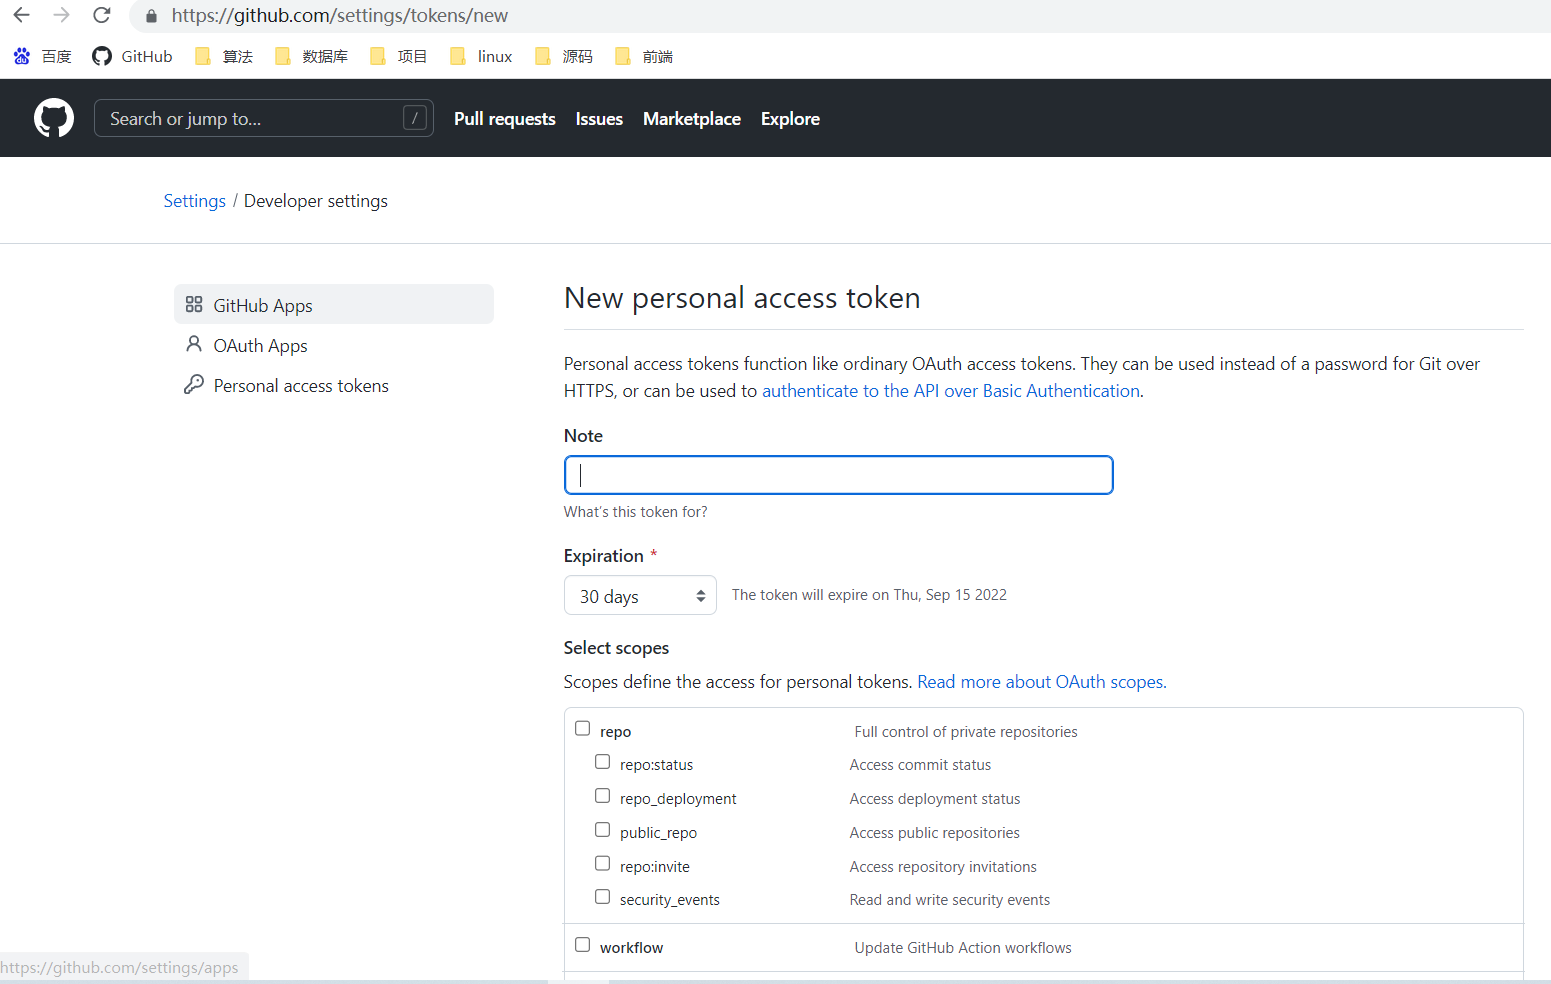 https://github.com/settings/tokens/new
百度 GitHub 算法 数据库 项目 linux 源码 前端
Search or jump to... / Pull requests Issues Marketplace Explore
Settings / Developer settings
GitHub Apps
OAuth Apps
Personal access tokens
New personal access token
Personal access tokens function like ordinary OAuth access tokens. They can be used instead of a password for Git over
HTTPS, or can be used to authenticate to the API over Basic Authentication.
Note
What's this token for?
Expiration *
30 days The token will expire on Thu, Sep 15 2022
Select scopes
Scopes define the access for personal tokens. Read more about OAuth scopes.
repo Full control of private repositories
repo:status Access commit status
repo_deployment Access deployment status
public_repo Access public repositories
repo:invite Access repository invitations
security_events Read and write security events
workflow Update GitHub Action workflows
https://github.com/settings/apps